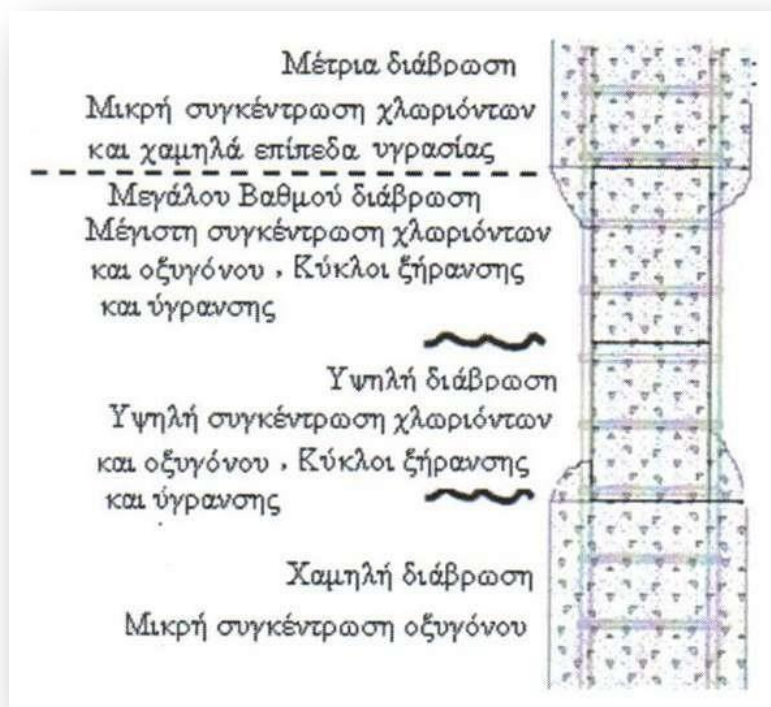 Μέτρια διάβρωση
Μικρή συγκέντρωση χλωριόντων
και χαμηλά επίπεδα υγρασίας
Μεγάλου Βαθμού διάβρωση
Μέγιστη συγκέντρωση χλωριόντων
και οξυγόνου , Κύκλοι ξήρανσης
και ύγρανσης
Υψηλή διάβρωση
Υψηλή συγκέντρωση χλωριόντων
και οξυγόνου , Κύκλοι ξήρανσης
και ύγρανσης
Χαμηλή διάβρωση
Μικρή συγκέντρωση οξυγόνου